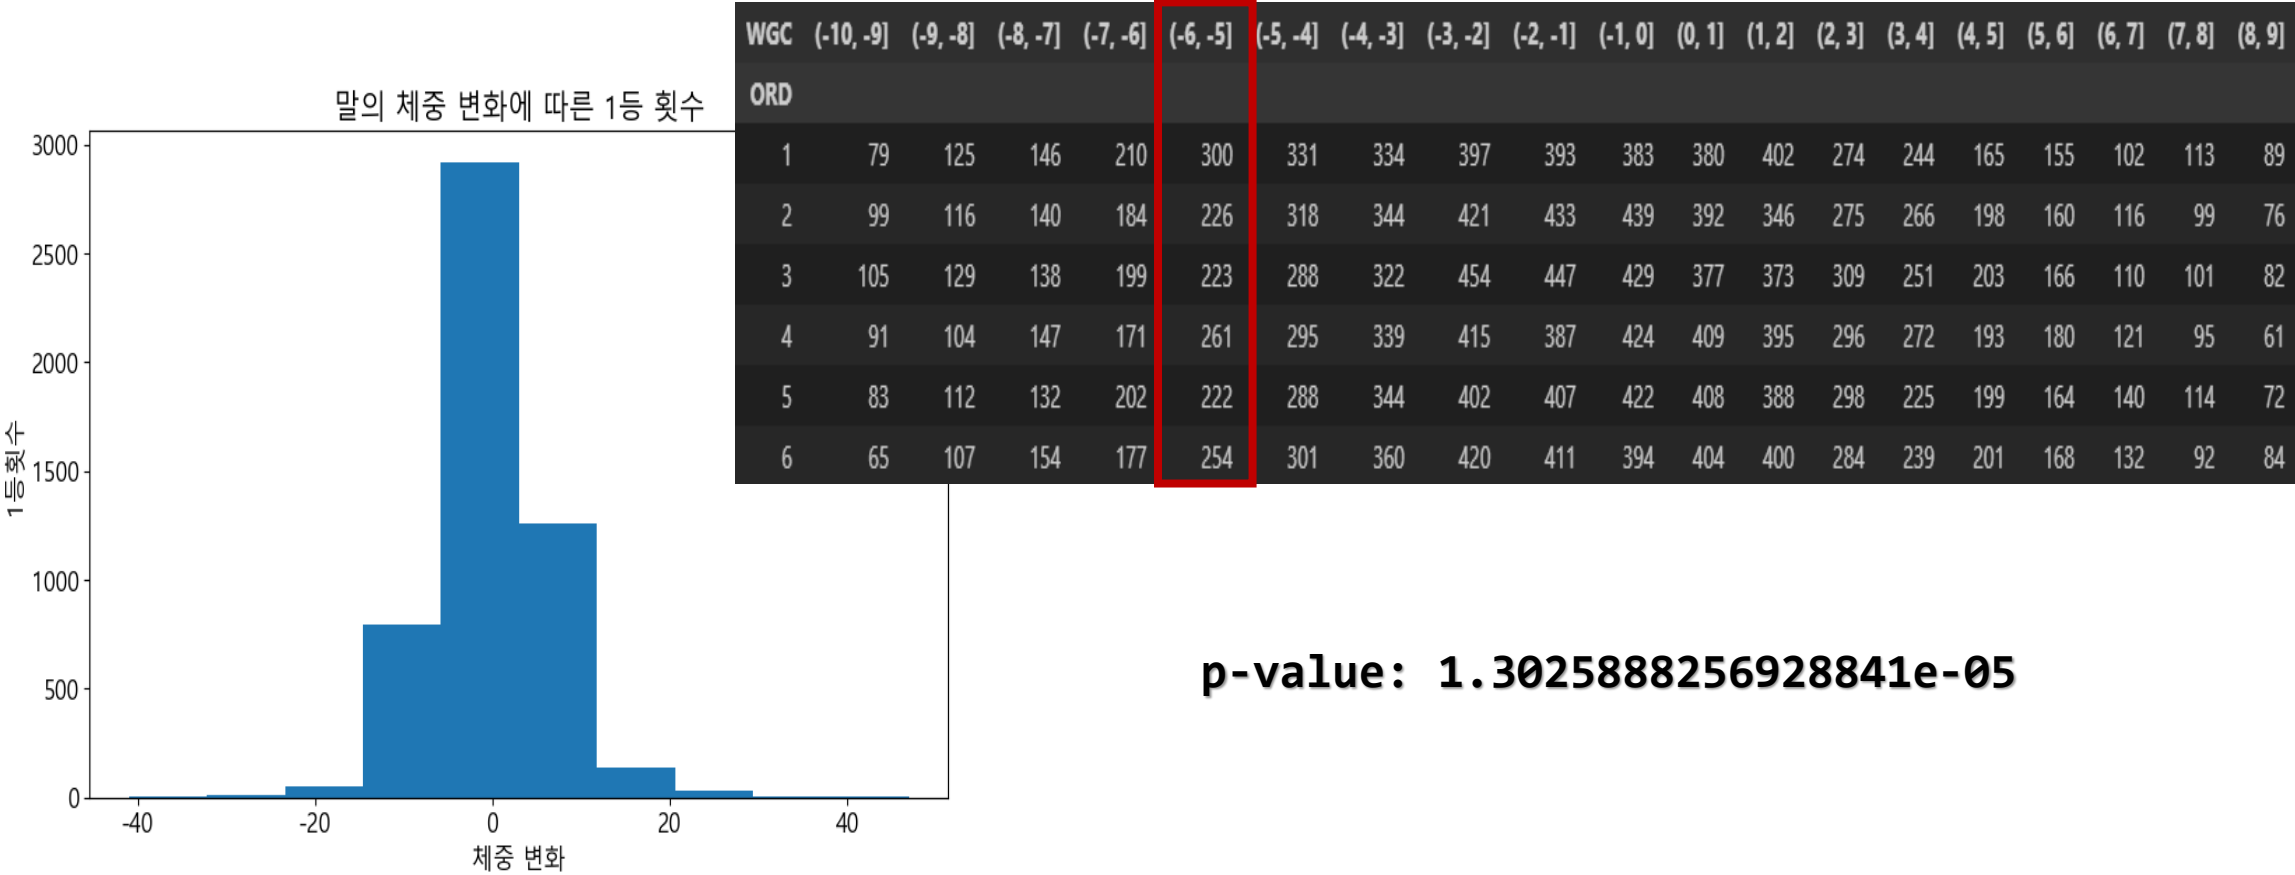 WGC (-10, -9] (-9, -8] (-8, -7] (-7, -6] (-6, -5] (-5, -4] (-4, -3] (-3, -2] (-2, -1] (-1, 0] (0, 1] (1, 2] (2, 3] (3, 4] (4, 5] (5, 6] (6, 7] (7, 8] (8, 9]
ORD
1 79 125 146 210 300 331 334 397 393 383 380 402 274 244 165 155 102 113 89
2 99 116 140 184 226 318 344 421 433 439 392 346 275 266 198 160 116 99 76
3 105 129 138 199 223 288 322 454 447 429 377 373 309 251 203 166 110 101 82
4 91 104 147 171 261 295 339 415 387 424 409 395 296 272 193 180 121 95 61
5 83 112 132 202 222 288 344 402 407 422 408 388 298 225 199 164 140 114 72
6 65 107 154 177 254 301 360 420 411 394 404 400 284 239 201 168 132 92 84
말의 체중 변화에 따른 1등 횟수
3000
2500
2000
1500
1000
500
0
1등횟수
-40 -20 0 20 40
체중 변화
p-value: 1.3025888256928841e-05